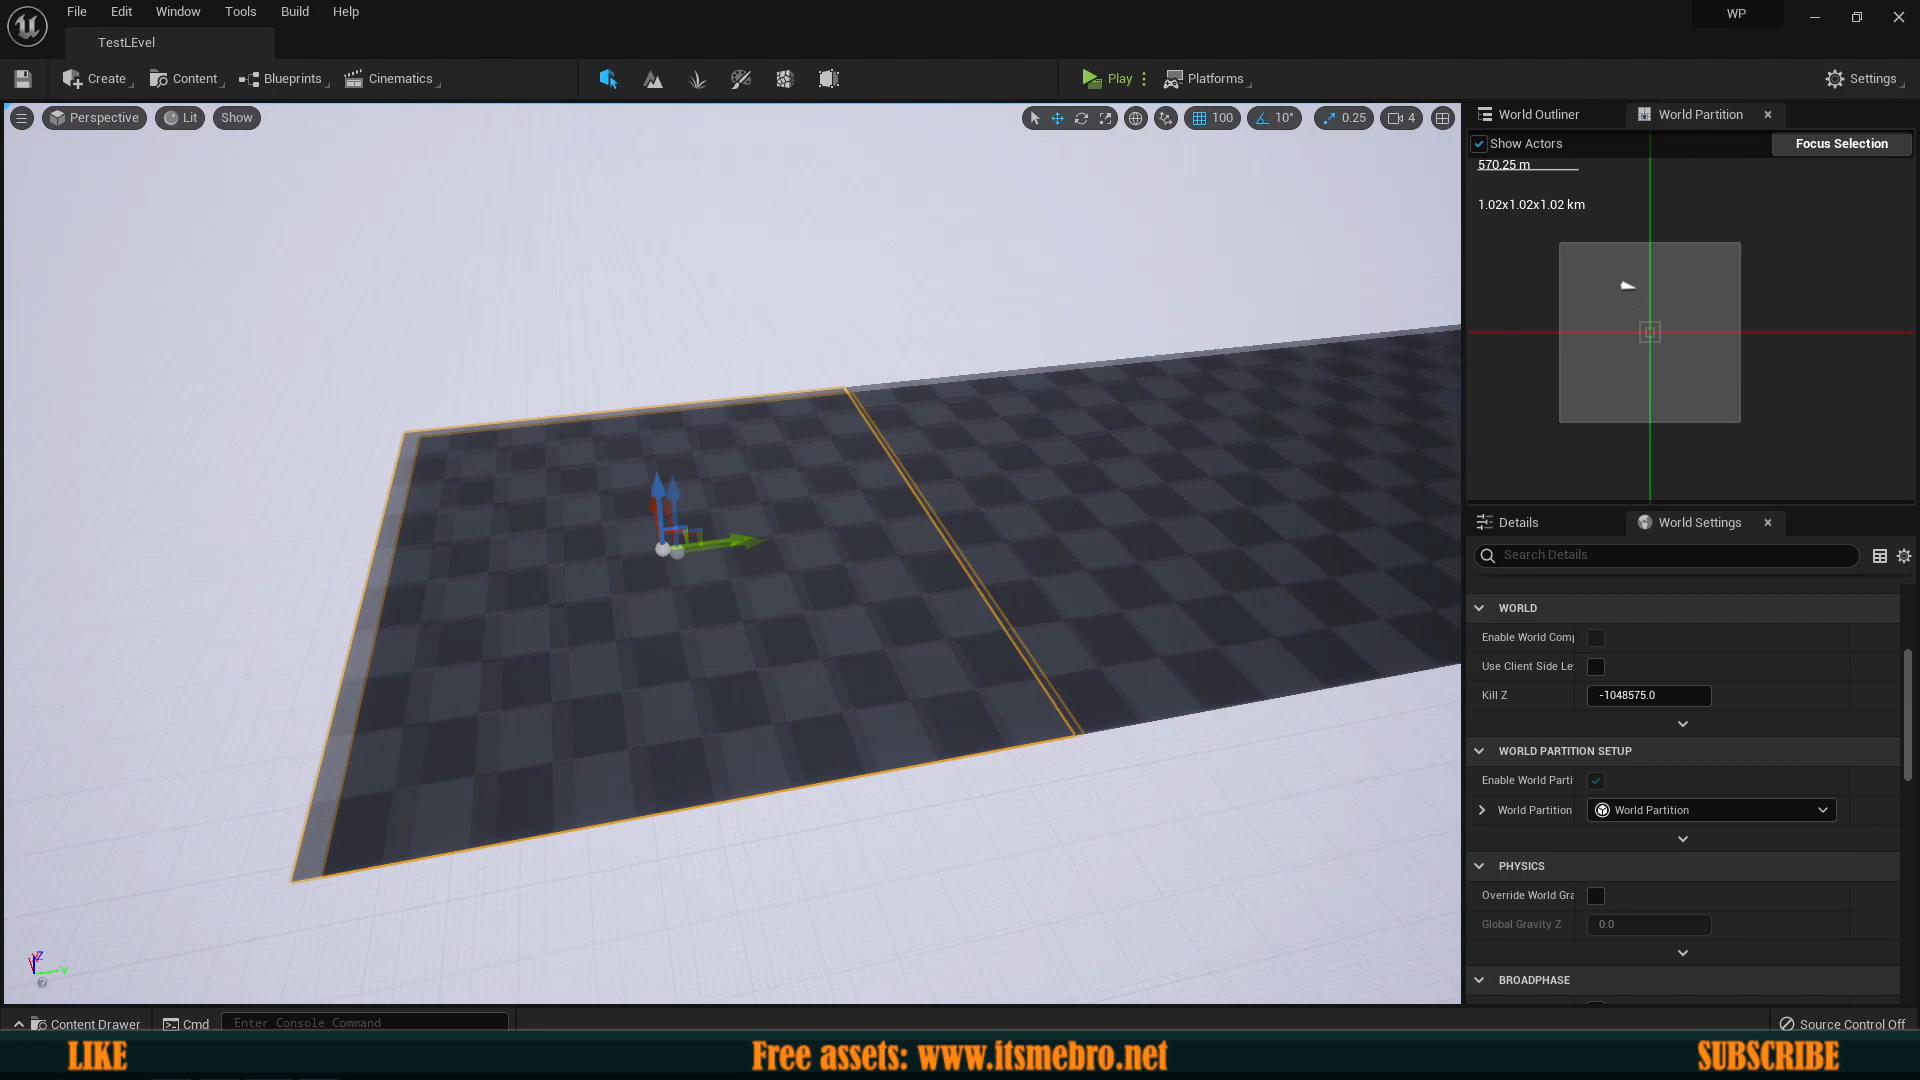 File Edit Window Tools Build Help
WP
TestLEvel
Create Content Blueprints Cinematics
Play Platforms
Settings
Perspective Lit Show
100 10° 0.25 4
World Outliner World Partition
Show Actors
Focus Selection
570.25 m
1.02x1.02x1.02 km
Details World Settings
Search Details
WORLD
Enable World Comp
Use Client Side Le
Kill Z -1048575.0
WORLD PARTITION SETUP
Enable World Parti
World Partition World Partition
PHYSICS
Override World Gra
Global Gravity Z 0.0
BROADPHASE
Z
Y
Content Drawer Cmd Enter Console Command
Source Control Off
LIKE
Free assets: www.itsmebro.net
SUBSCRIBE